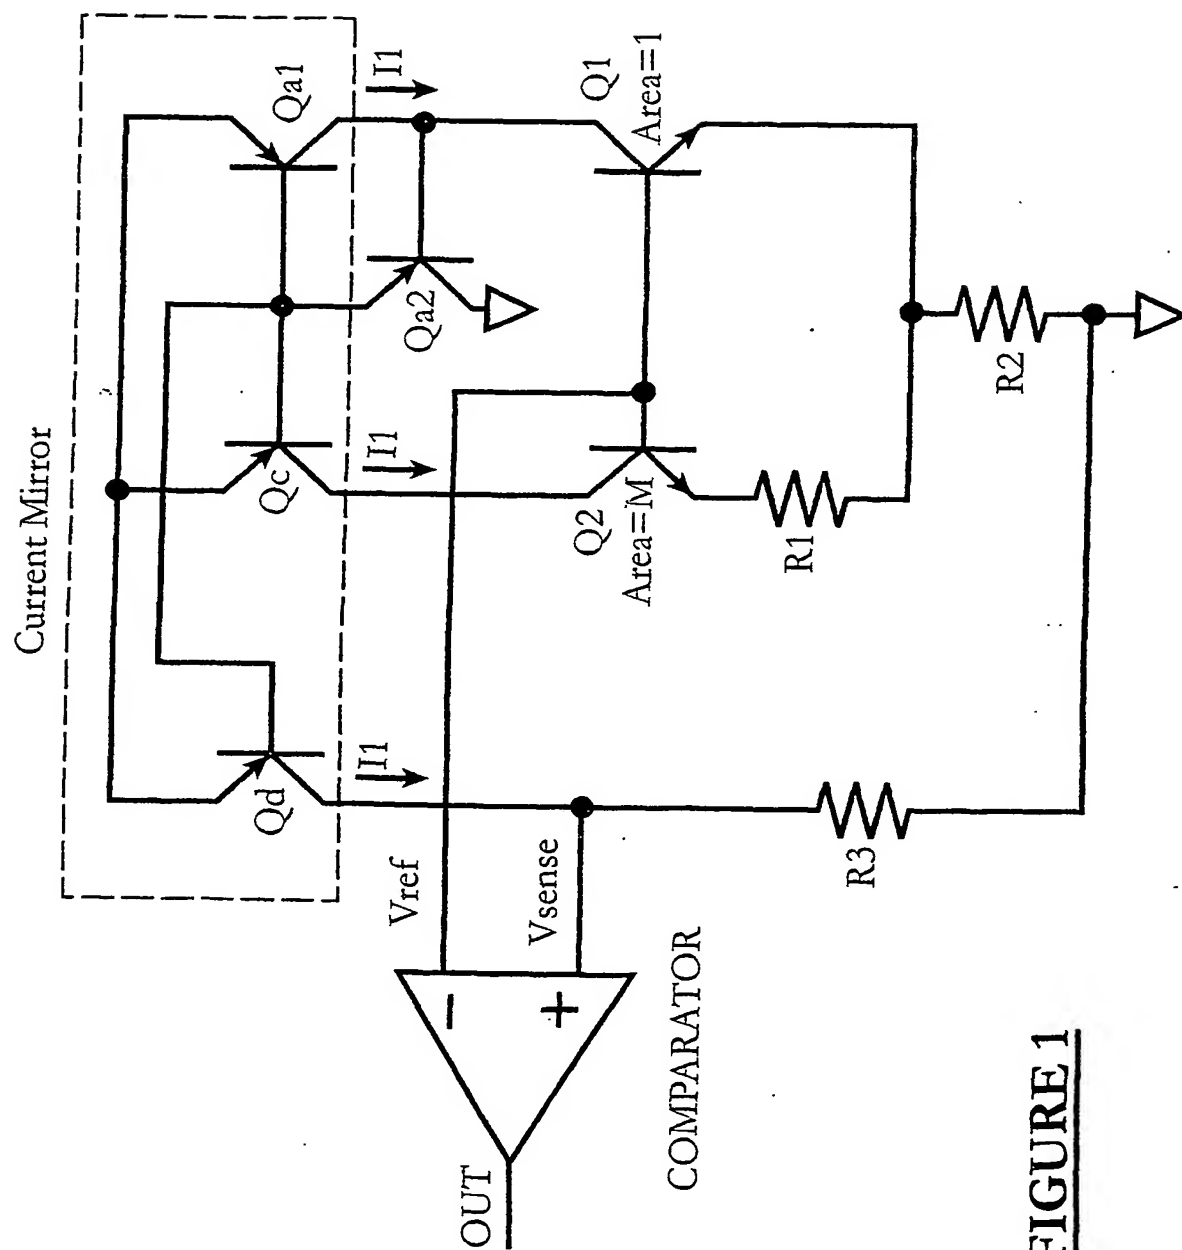 Current Mirror
Qa1
I1
Qc
I1
Qd
I1
Qa2
Q1
Area=1
Q2
Area=M
R1
R2
R3
Vref
Vsense
−
+
OUT
COMPARATOR
FIGURE 1